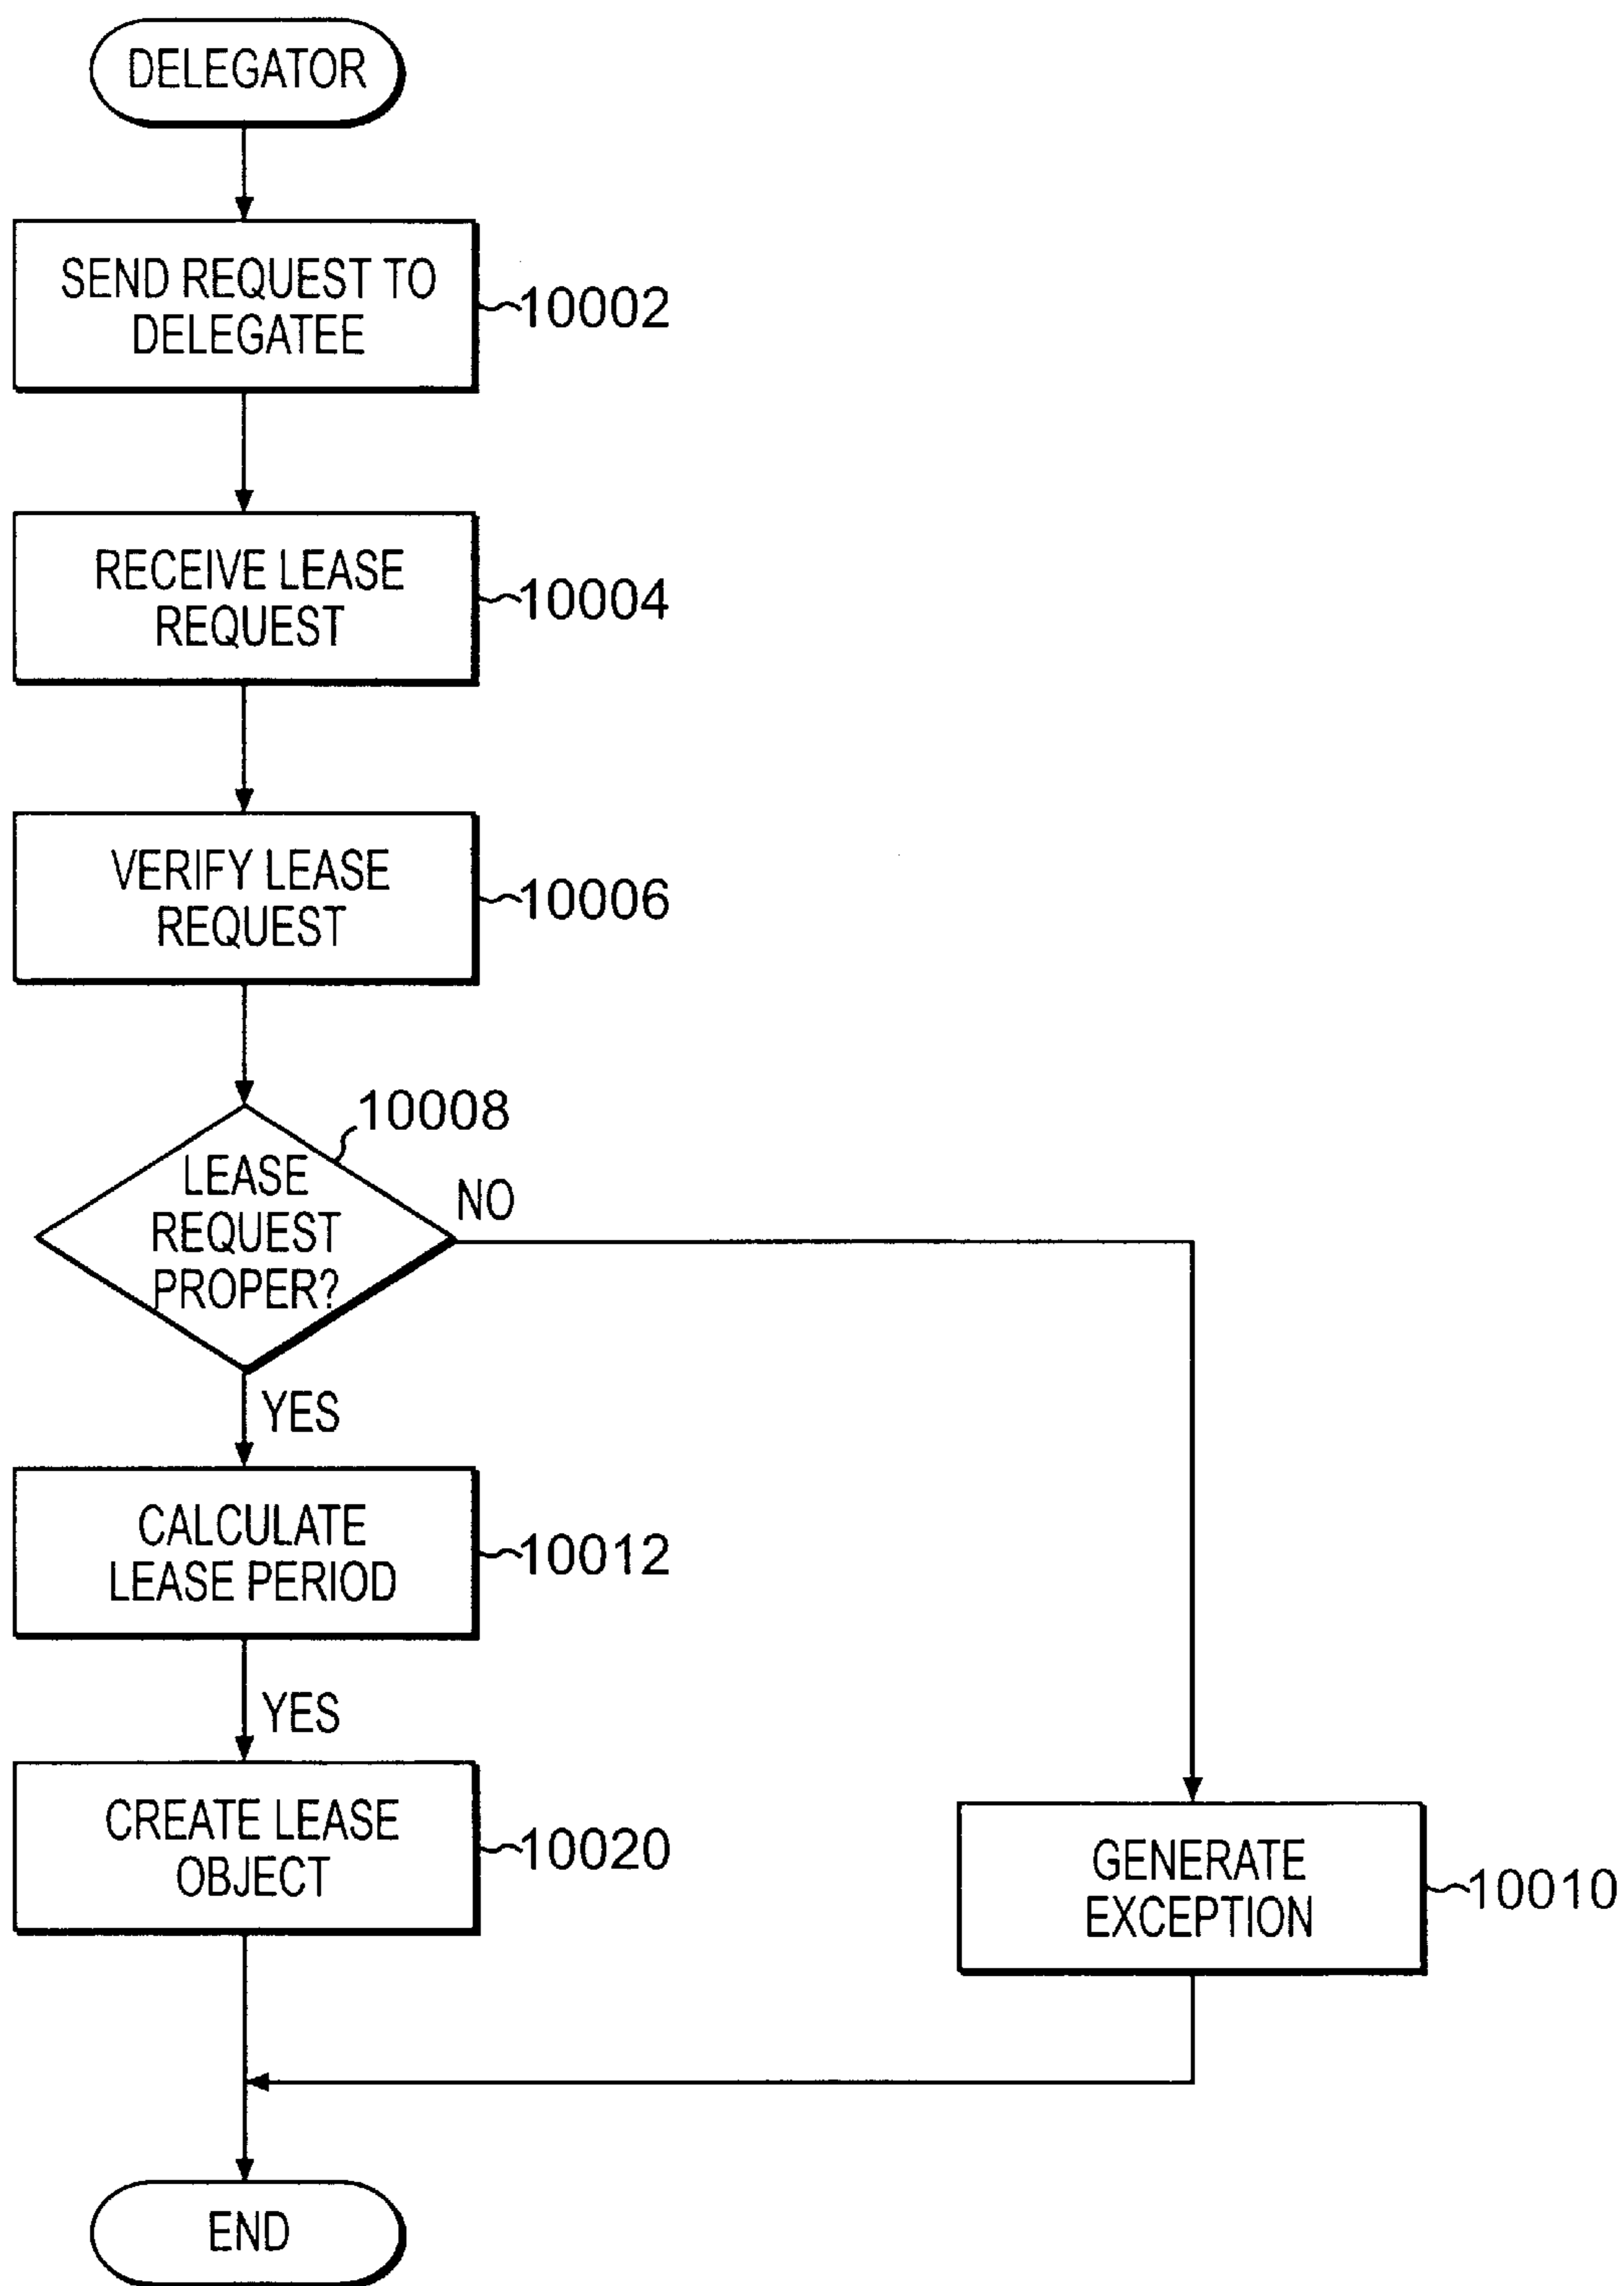 DELEGATOR
SEND REQUEST TO
DELEGATEE
10002
RECEIVE LEASE
REQUEST
10004
VERIFY LEASE
REQUEST
10006
10008
LEASE
REQUEST
PROPER?
NO
YES
CALCULATE
LEASE PERIOD
10012
YES
CREATE LEASE
OBJECT
10020
GENERATE
EXCEPTION
10010
END